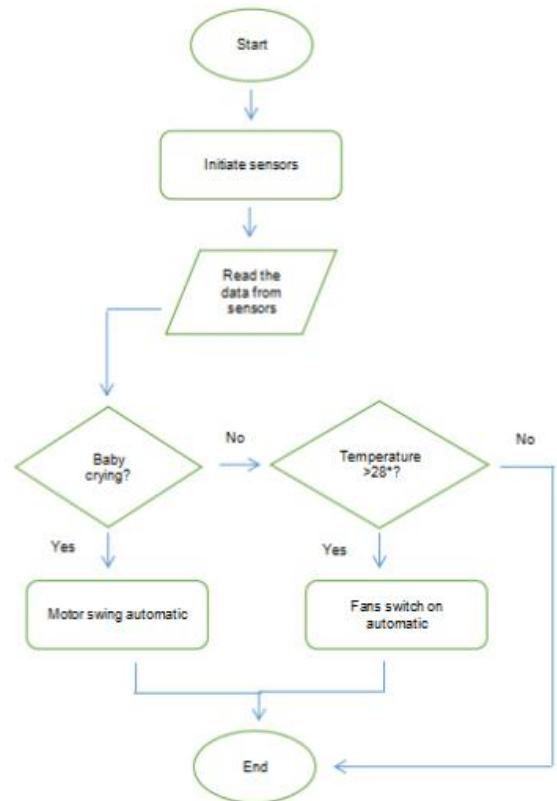 Start
Initiate sensors
Read the
data from
sensors
Baby
crying?
No
Temperature
>28*?
No
Yes
Yes
Motor swing automatic
Fans switch on
automatic
End